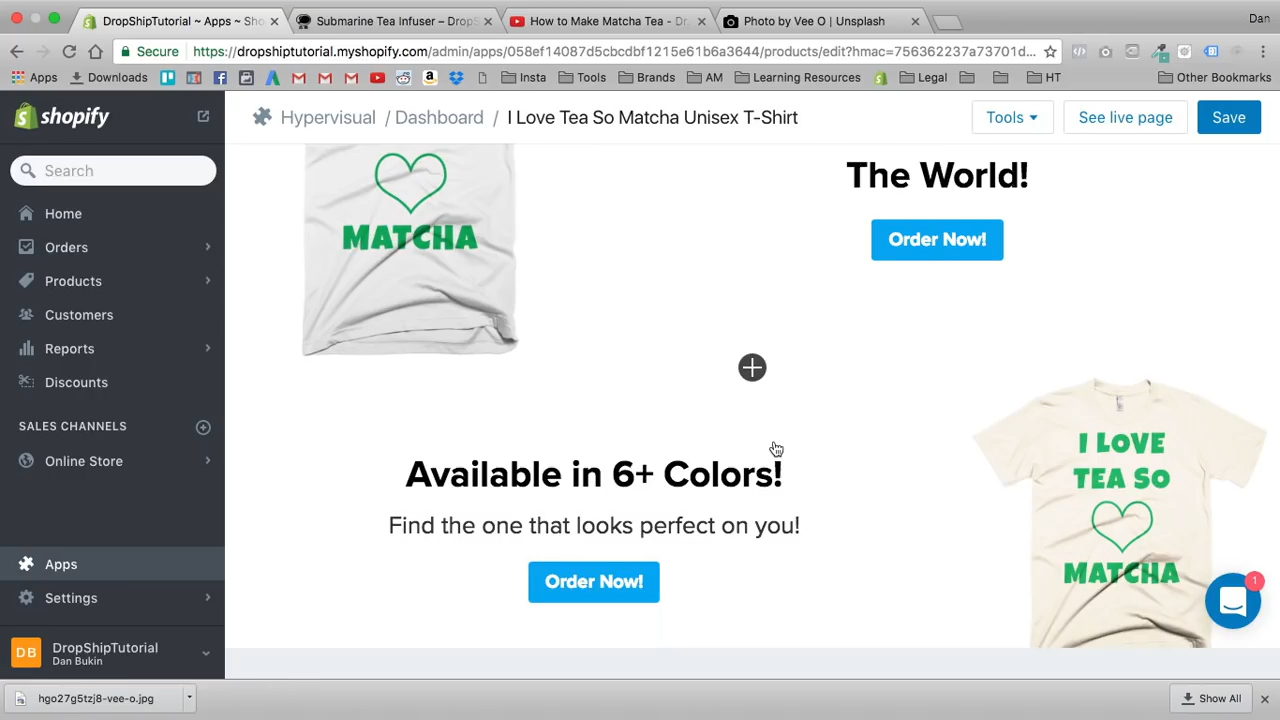 DropShipTutorial ~ Apps ~ Sho
Submarine Tea Infuser – DropS
How to Make Matcha Tea - Dr
Photo by Vee O | Unsplash
Dan
Secure
https://dropshiptutorial.myshopify.com/admin/apps/058ef14087d5cbcdbf1215e61b6a3644/products/edit?hmac=756362237a73701d...
Apps
Downloads
Insta
Tools
Brands
AM
Learning Resources
Legal
HT
Other Bookmarks
shopify
Hypervisual / Dashboard / I Love Tea So Matcha Unisex T-Shirt
Tools
See live page
Save
Search
Home
Orders
Products
Customers
Reports
Discounts
SALES CHANNELS
Online Store
Apps
Settings
DB
DropShipTutorial
Dan Bukin
MATCHA
The World!
Order Now!
Available in 6+ Colors!
Find the one that looks perfect on you!
Order Now!
I LOVE
TEA SO
MATCHA
1
hgo27g5tzj8-vee-o.jpg
Show All